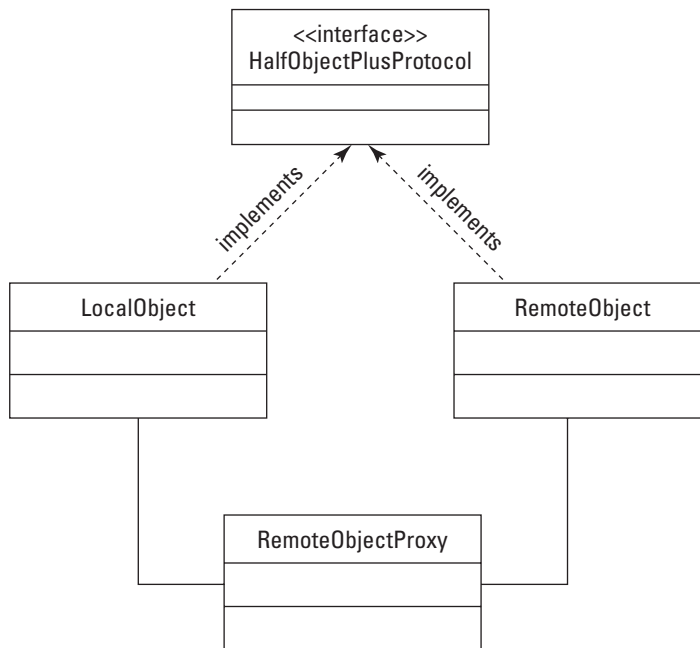 <<interface>>
HalfObjectPlusProtocol
implements
implements
LocalObject
RemoteObject
RemoteObjectProxy